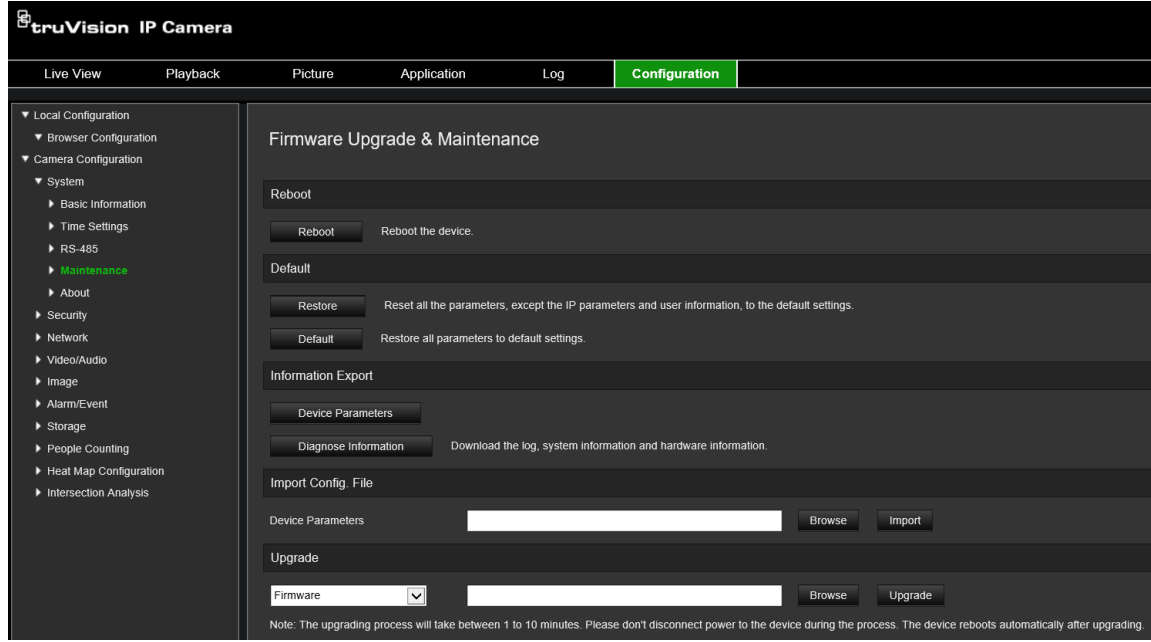 truVision IP Camera
Live View Playback Picture Application Log Configuration
Local Configuration
Browser Configuration
Camera Configuration
System
Basic Information
Time Settings
RS-485
Maintenance
About
Security
Network
Video/Audio
Image
Alarm/Event
Storage
People Counting
Heat Map Configuration
Intersection Analysis
Firmware Upgrade & Maintenance
Reboot
Reboot Reboot the device.
Default
Restore Reset all the parameters, except the IP parameters and user information, to the default settings.
Default Restore all parameters to default settings.
Information Export
Device Parameters
Diagnose Information Download the log, system information and hardware information.
Import Config. File
Device Parameters Browse Import
Upgrade
Firmware Browse Upgrade
Note: The upgrading process will take between 1 to 10 minutes. Please don't disconnect power to the device during the process. The device reboots automatically after upgrading.